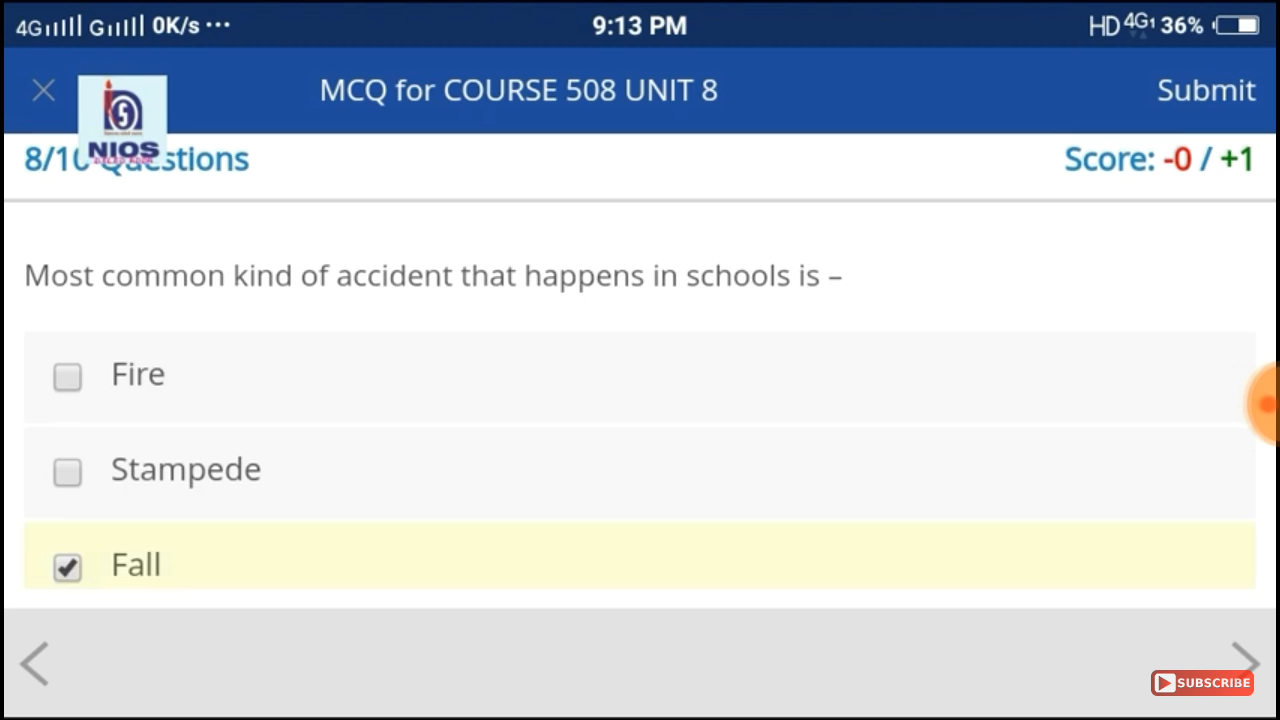 4G G 0K/s ··· 9:13 PM HD 4G 36%
MCQ for COURSE 508 UNIT 8 Submit
NIOS
8/10 Questions Score: -0 / +1
Most common kind of accident that happens in schools is –
Fire
Stampede
Fall
SUBSCRIBE